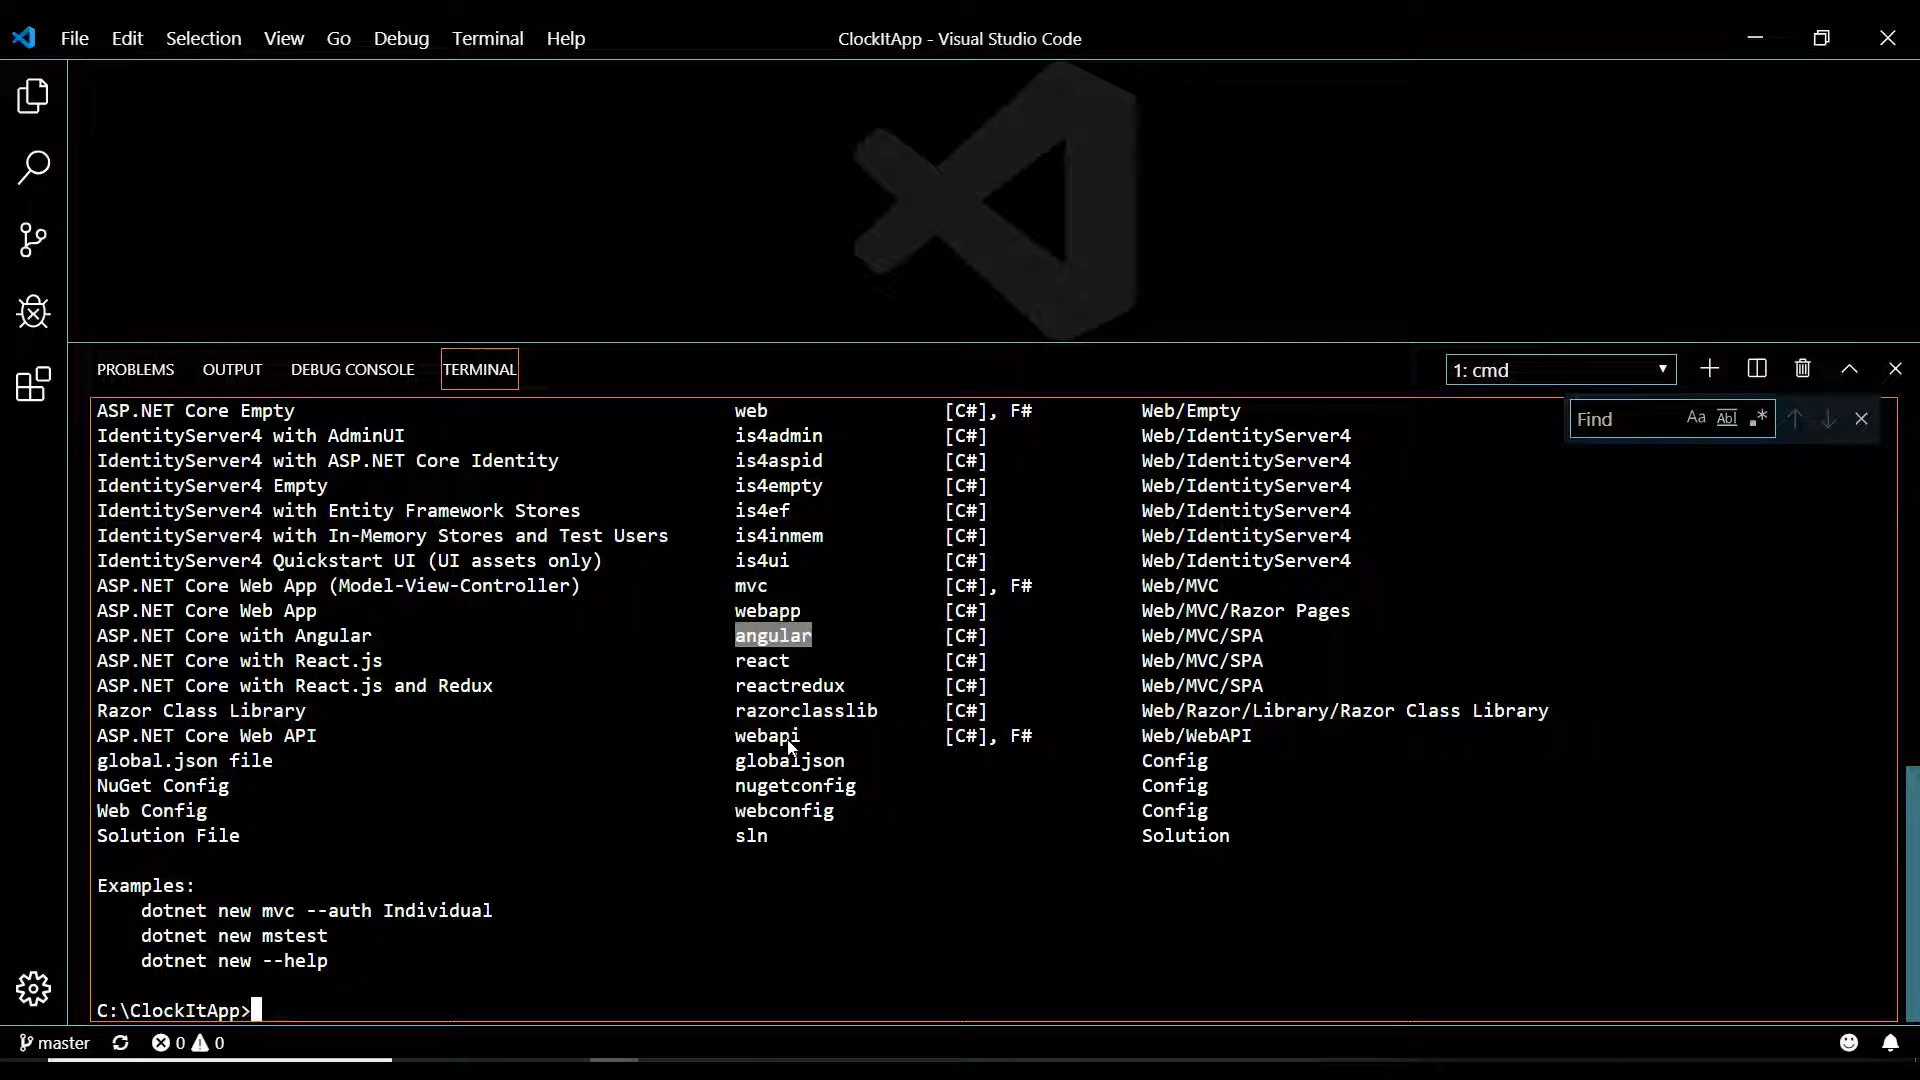 File Edit Selection View Go Debug Terminal Help ClockItApp - Visual Studio Code
PROBLEMS OUTPUT DEBUG CONSOLE TERMINAL 1: cmd
Find Aa Abl .*
ASP.NET Core Empty web [C#], F# Web/Empty
IdentityServer4 with AdminUI is4admin [C#] Web/IdentityServer4
IdentityServer4 with ASP.NET Core Identity is4aspid [C#] Web/IdentityServer4
IdentityServer4 Empty is4empty [C#] Web/IdentityServer4
IdentityServer4 with Entity Framework Stores is4ef [C#] Web/IdentityServer4
IdentityServer4 with In-Memory Stores and Test Users is4inmem [C#] Web/IdentityServer4
IdentityServer4 Quickstart UI (UI assets only) is4ui [C#] Web/IdentityServer4
ASP.NET Core Web App (Model-View-Controller) mvc [C#], F# Web/MVC
ASP.NET Core Web App webapp [C#] Web/MVC/Razor Pages
ASP.NET Core with Angular angular [C#] Web/MVC/SPA
ASP.NET Core with React.js react [C#] Web/MVC/SPA
ASP.NET Core with React.js and Redux reactredux [C#] Web/MVC/SPA
Razor Class Library razorclasslib [C#] Web/Razor/Library/Razor Class Library
ASP.NET Core Web API webapi [C#], F# Web/WebAPI
global.json file globaljson Config
NuGet Config nugetconfig Config
Web Config webconfig Config
Solution File sln Solution
Examples:
dotnet new mvc --auth Individual
dotnet new mstest
dotnet new --help
C:\ClockItApp>
master 0 0